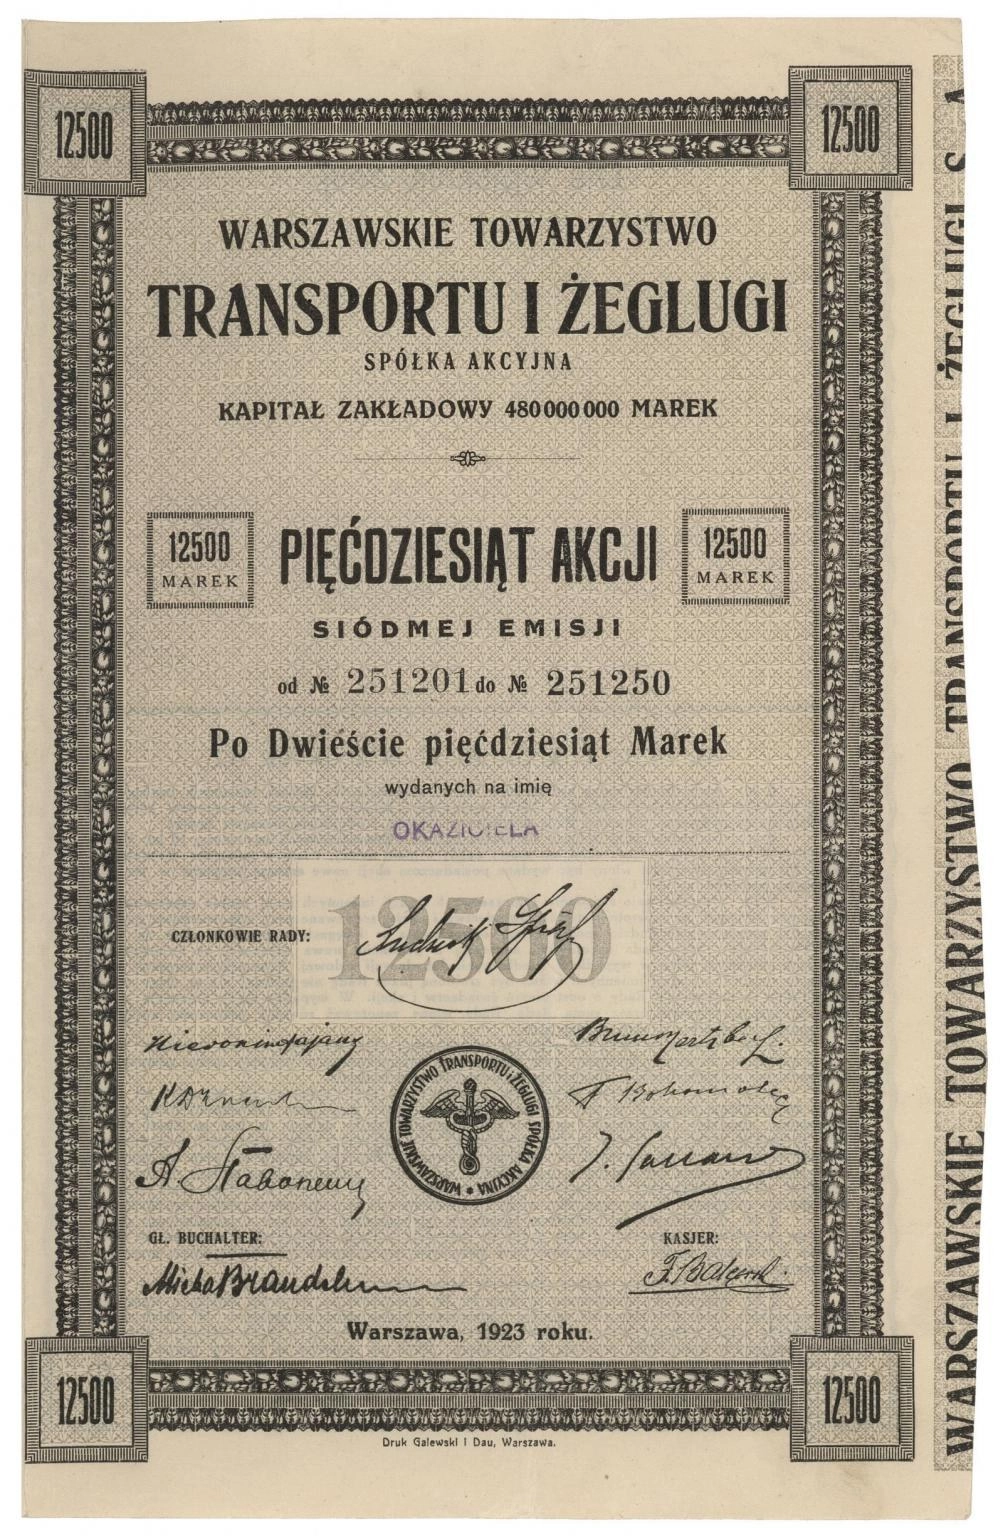 12500
12500
WARSZAWSKIE TOWARZYSTWO
TRANSPORTU I ŻEGLUGI
SPÓŁKA AKCYJNA
KAPITAŁ ZAKŁADOWY 480000000 MAREK
12500
MAREK
PIĘĆDZIESIĄT AKCJI
12500
MAREK
SIÓDMEJ EMISJI
od № 251201 do № 251250
Po Dwieście pięćdziesiąt Marek
wydanych na imię
OKAZICIELA
12500
CZŁONKOWIE RADY:
WARSZAWSKIE TOWARZYSTWO TRANSPORTU i ŻEGLUGI SPÓŁKA AKCYJNA
GŁ. BUCHALTER:
KASJER:
Warszawa, 1923 roku.
12500
12500
Druk Galewski i Dau, Warszawa.
WARSZAWSKIE TOWARZYSTWO TRANSPORTU I ŻEGLUGI S. A.